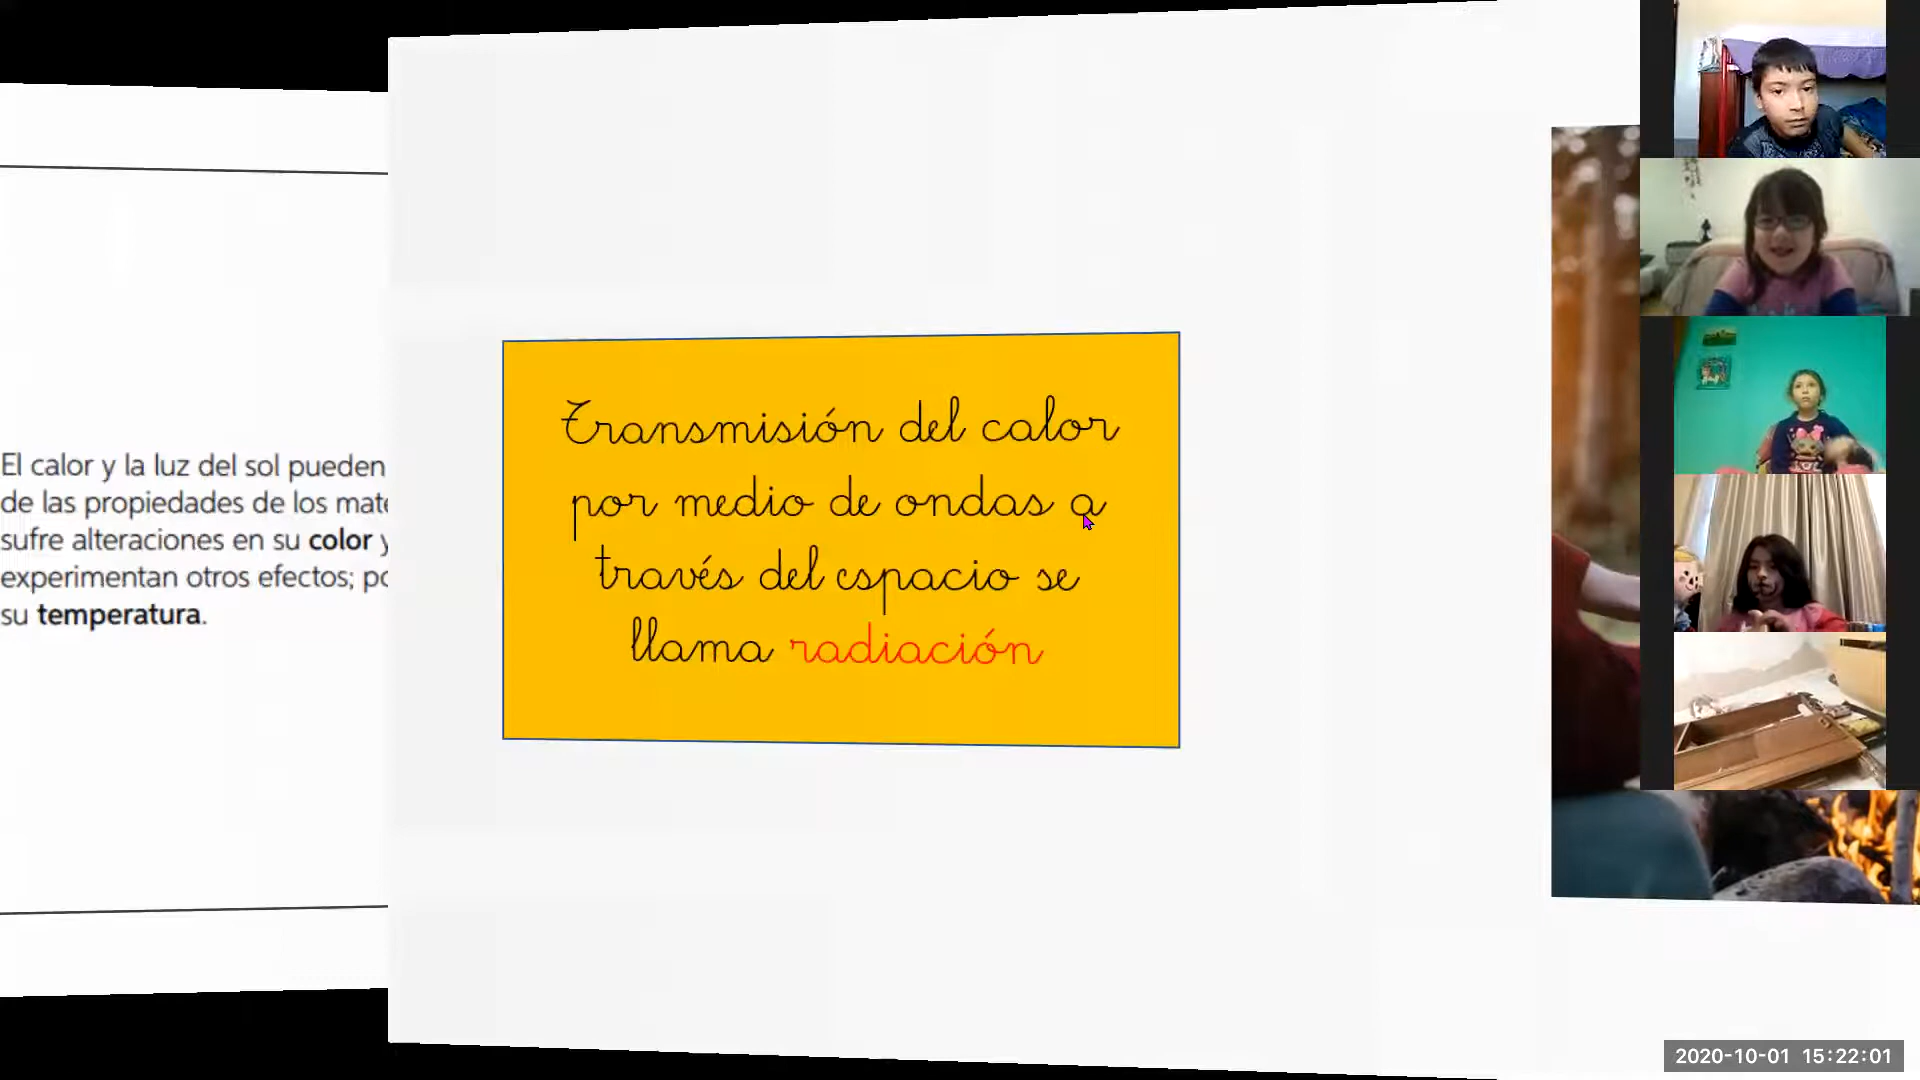 El calor y la luz del sol pueden
de las propiedades de los mate
sufre alteraciones en su color y
experimentan otros efectos; po
su temperatura.
Transmisión del calor
por medio de ondas a
través del espacio se
llama radiación
2020-10-01 15:22:01